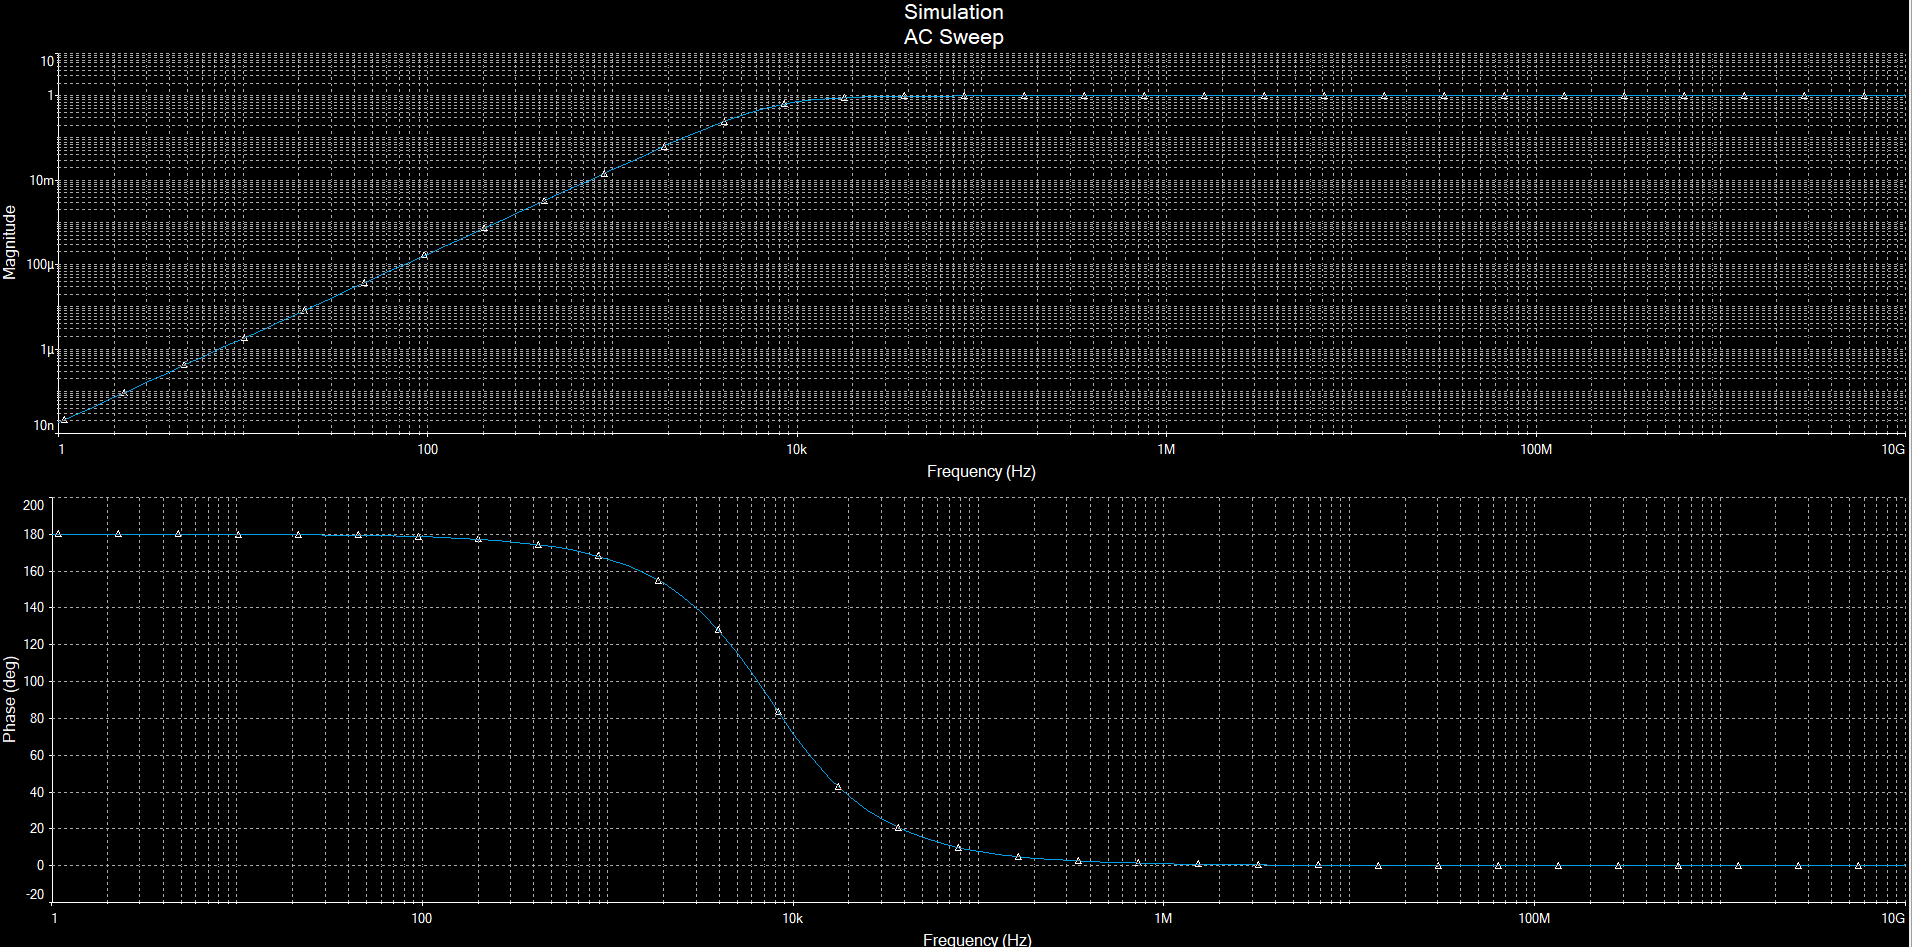 Simulation
AC Sweep
10
1
10m
100µ
1µ
10n
Magnitude
1 100 10k 1M 100M 10G
Frequency (Hz)
200
180
160
140
120
100
80
60
40
20
0
-20
Phase (deg)
1 100 10k 1M 100M 10G
Frequency (Hz)